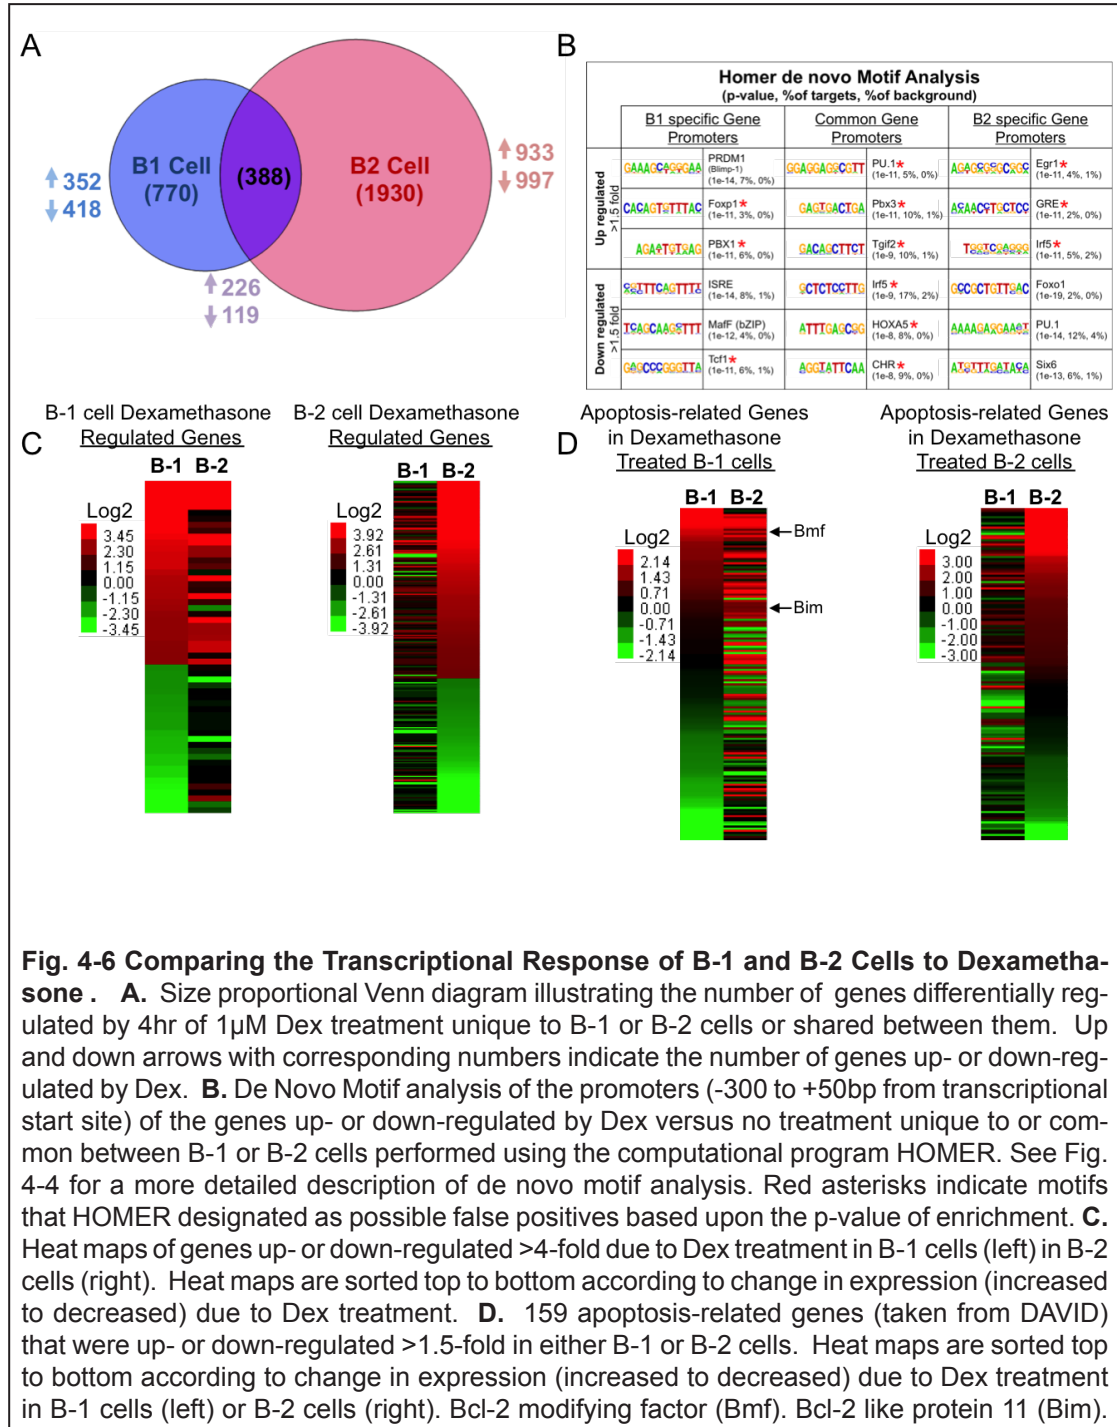 A
B1 Cell
(770)
(388)
B2 Cell
(1930)
352
418
933
997
226
119
B
Homer de novo Motif Analysis
(p-value, %of targets, %of background)
B1 specific Gene Promoters
Common Gene Promoters
B2 specific Gene Promoters
Up regulated
>1.5 fold
PRDM1
(Blimp-1)
(1e-14, 7%, 0%)
GGAGGAGCGTT
PU.1*
(1e-11, 5%, 0%)
Egr1*
(1e-11, 4%, 1%)
CACAGTGTTTAC
Foxp1*
(1e-11, 3%, 0%)
GAGTGACTGA
Pbx3*
(1e-11, 10%, 1%)
GRE*
(1e-11, 2%, 0%)
PBX1*
(1e-11, 6%, 0%)
GACAGCTTCT
Tgif2*
(1e-9, 10%, 1%)
Irf5*
(1e-11, 5%, 2%)
Down regulated
>1.5 fold
ISRE
(1e-14, 8%, 1%)
GCTCTCCTTG
Irf5*
(1e-9, 17%, 2%)
GCCGCTGTTGAC
Foxo1
(1e-19, 2%, 0%)
MafF (bZIP)
(1e-12, 4%, 0%)
ATTTGAGCGG
HOXA5*
(1e-8, 8%, 0%)
PU.1
(1e-14, 12%, 4%)
Tcf1*
(1e-11, 6%, 1%)
AGGTATTCAA
CHR*
(1e-8, 9%, 0%)
Six6
(1e-13, 6%, 1%)
C
B-1 cell Dexamethasone
Regulated Genes
B-1 B-2
Log2
3.45
2.30
1.15
0.00
-1.15
-2.30
-3.45
B-2 cell Dexamethasone
Regulated Genes
B-1 B-2
Log2
3.92
2.61
1.31
0.00
-1.31
-2.61
-3.92
D
Apoptosis-related Genes
in Dexamethasone
Treated B-1 cells
B-1 B-2
Log2
2.14
1.43
0.71
0.00
-0.71
-1.43
-2.14
Bmf
Bim
Apoptosis-related Genes
in Dexamethasone
Treated B-2 cells
B-1 B-2
Log2
3.00
2.00
1.00
0.00
-1.00
-2.00
-3.00
Fig. 4-6 Comparing the Transcriptional Response of B-1 and B-2 Cells to Dexametha-
sone . A. Size proportional Venn diagram illustrating the number of genes differentially reg-
ulated by 4hr of 1µM Dex treatment unique to B-1 or B-2 cells or shared between them. Up
and down arrows with corresponding numbers indicate the number of genes up- or down-reg-
ulated by Dex. B. De Novo Motif analysis of the promoters (-300 to +50bp from transcriptional
start site) of the genes up- or down-regulated by Dex versus no treatment unique to or com-
mon between B-1 or B-2 cells performed using the computational program HOMER. See Fig.
4-4 for a more detailed description of de novo motif analysis. Red asterisks indicate motifs
that HOMER designated as possible false positives based upon the p-value of enrichment. C.
Heat maps of genes up- or down-regulated >4-fold due to Dex treatment in B-1 cells (left) in B-2
cells (right). Heat maps are sorted top to bottom according to change in expression (increased
to decreased) due to Dex treatment. D. 159 apoptosis-related genes (taken from DAVID)
that were up- or down-regulated >1.5-fold in either B-1 or B-2 cells. Heat maps are sorted top
to bottom according to change in expression (increased to decreased) due to Dex treatment
in B-1 cells (left) or B-2 cells (right). Bcl-2 modifying factor (Bmf). Bcl-2 like protein 11 (Bim).